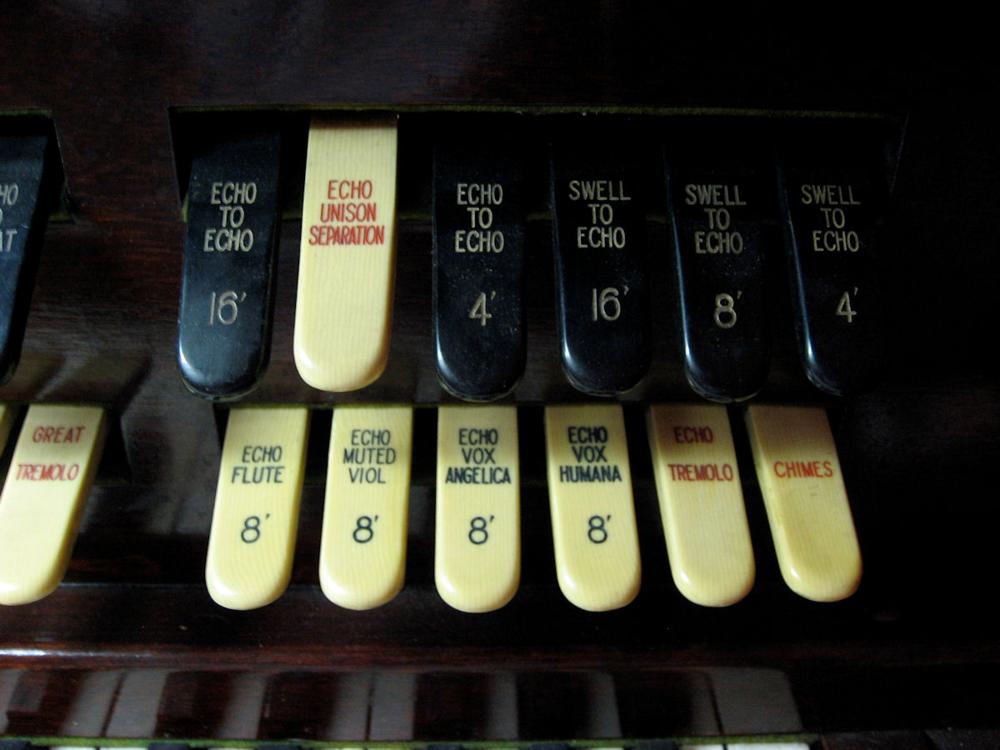 ECHO
TO
ECHO
16'
ECHO
UNISON
SEPARATION
ECHO
TO
ECHO
4'
SWELL
TO
ECHO
16'
SWELL
TO
ECHO
8'
SWELL
TO
ECHO
4'
GREAT
TREMOLO
ECHO
FLUTE
8'
ECHO
MUTED
VIOL
8'
ECHO
VOX
ANGELICA
8'
ECHO
VOX
HUMANA
8'
ECHO
TREMOLO
CHIMES